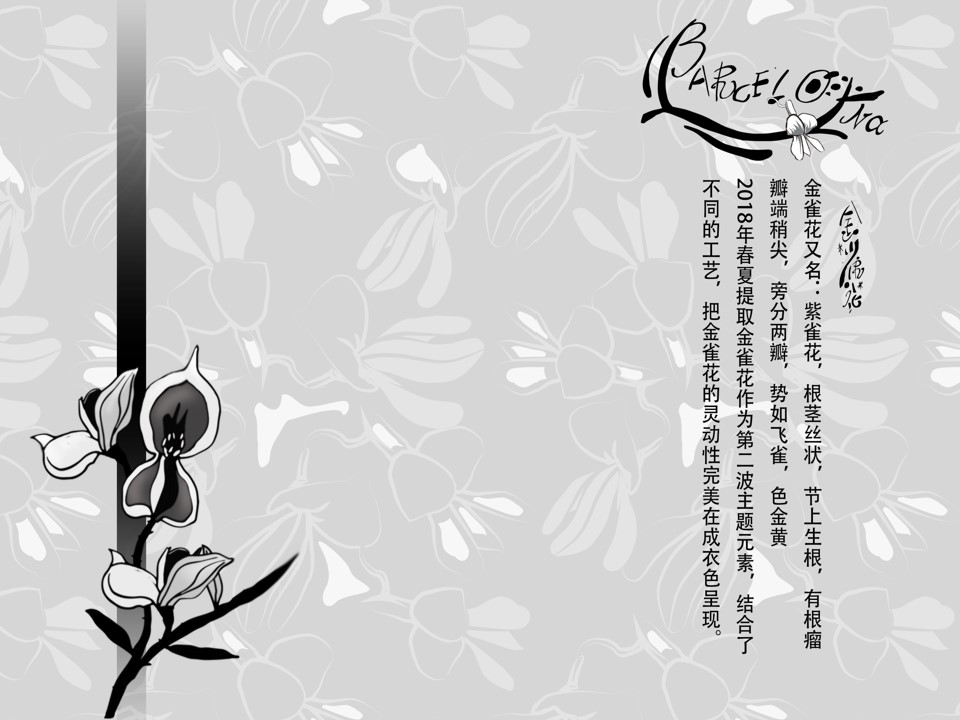 BARCElONA
金雀花
金雀花又名：紫雀花，根茎丝状，节上生根，有根瘤
瓣端稍尖，旁分两瓣，势如飞雀，色金黄
2018年春夏提取金雀花作为第二波主题元素，结合了
不同的工艺，把金雀花的灵动性完美在成衣色呈现。